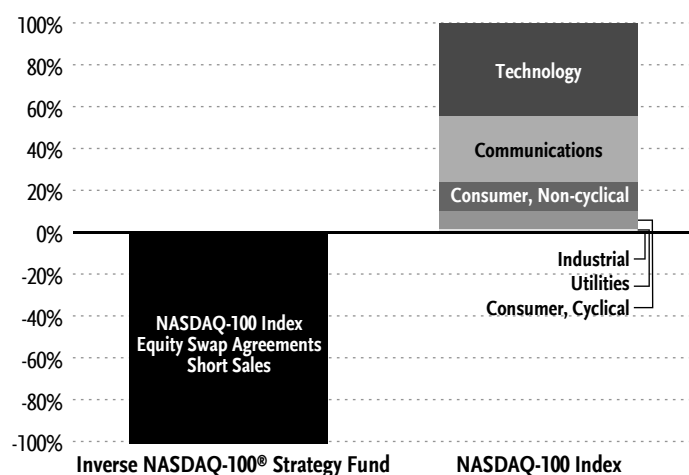 100%
80%
60%
40%
20%
0%
-20%
-40%
-60%
-80%
-100%
Technology
Communications
Consumer, Non-cyclical
Industrial
Utilities
Consumer, Cyclical
NASDAQ-100 Index
Equity Swap Agreements
Short Sales
Inverse NASDAQ-100® Strategy Fund
NASDAQ-100 Index